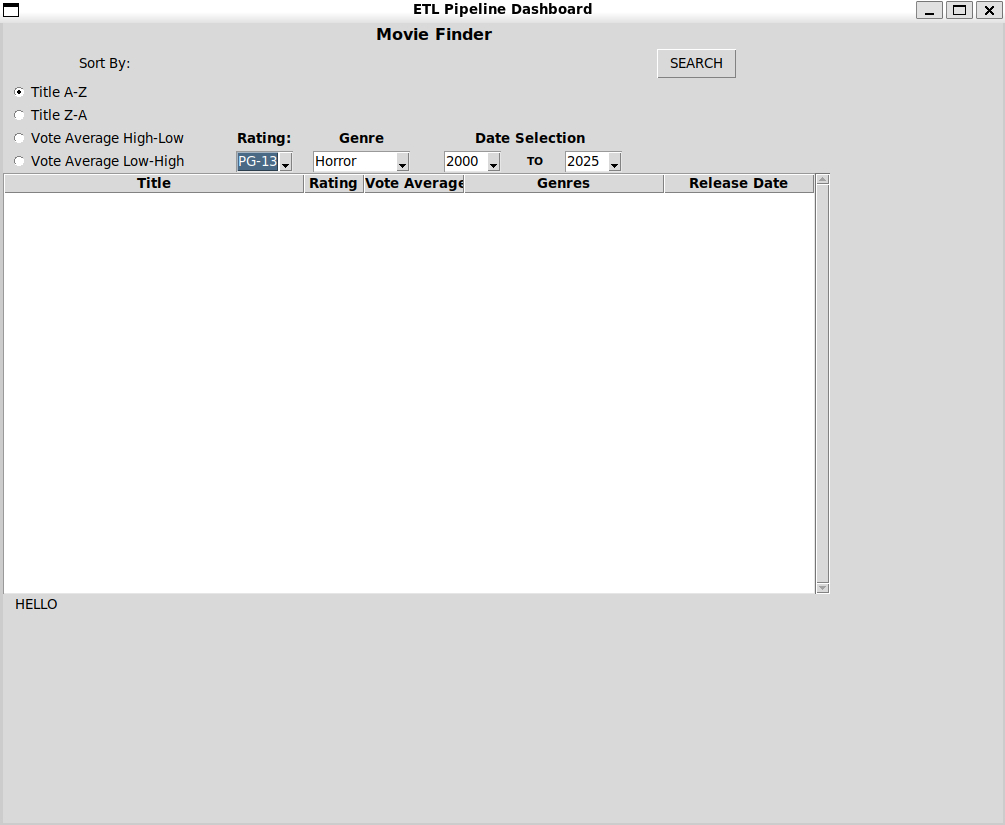 ETL Pipeline Dashboard
Movie Finder
Sort By:
SEARCH
Title A-Z
Title Z-A
Vote Average High-Low
Rating:
Genre
Date Selection
Vote Average Low-High
PG-13
Horror
2000
TO
2025
Title
Rating
Vote Average
Genres
Release Date
HELLO